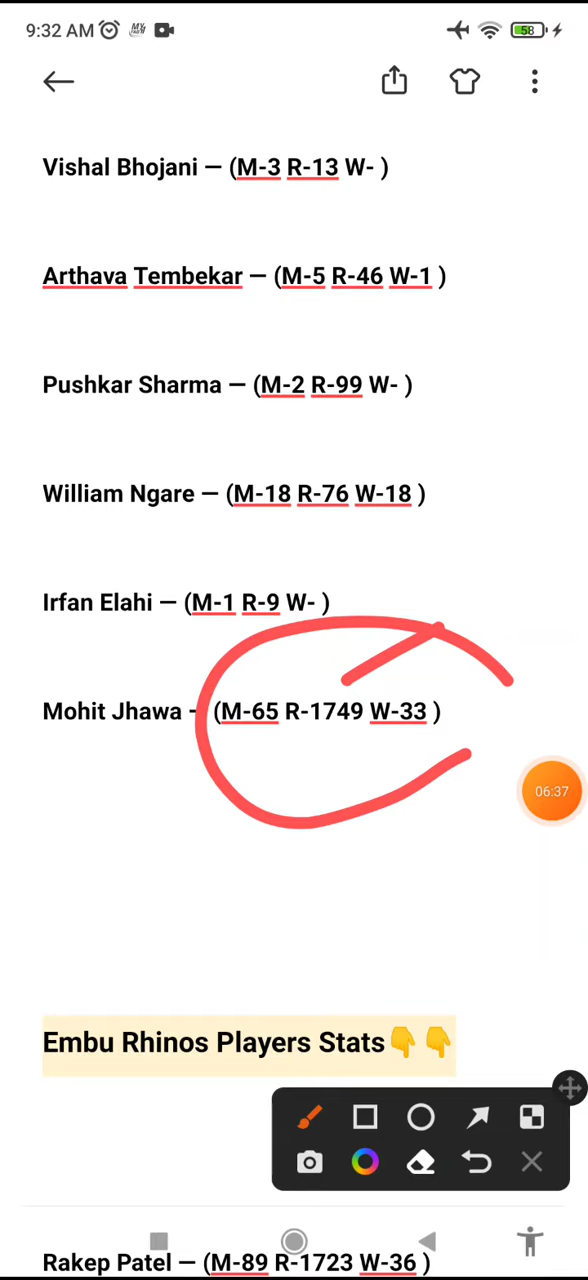 9:32 AM
58
Vishal Bhojani – (M-3 R-13 W- )
Arthava Tembekar – (M-5 R-46 W-1 )
Pushkar Sharma – (M-2 R-99 W- )
William Ngare – (M-18 R-76 W-18 )
Irfan Elahi – (M-1 R-9 W- )
Mohit Jhawa - (M-65 R-1749 W-33 )
06:37
Embu Rhinos Players Stats👇👇
Rakep Patel – (M-89 R-1723 W-36 )